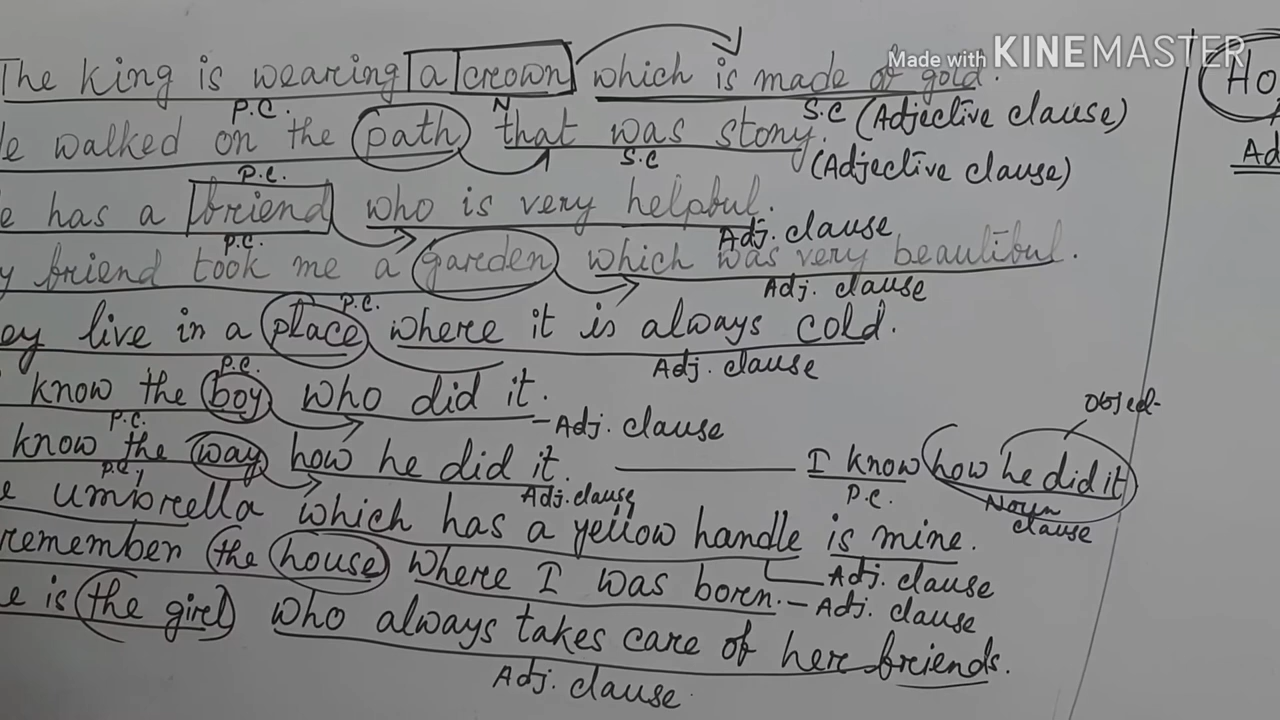 The king is wearing a crown which is made of gold.
P.C. N S.C (Adjective clause)
e walked on the path that was stony.
P.C. S.C (Adjective clause)
e has a friend who is very helpful.
P.C. Adj. clause
y friend took me a garden which was very beautiful.
P.C. Adj. clause
ey live in a place where it is always cold.
P.C. Adj. clause
know the boy who did it.
P.C. - Adj. clause
know the way how he did it. I know how he did it
P.C. Adj. clause P.C. Noun clause
Object
e umbrella which has a yellow handle is mine.
Adj. clause
remember the house where I was born. - Adj. clause
e is the girl who always takes care of her friends.
Adj. clause
Made with KINEMASTER
Ho
Ad